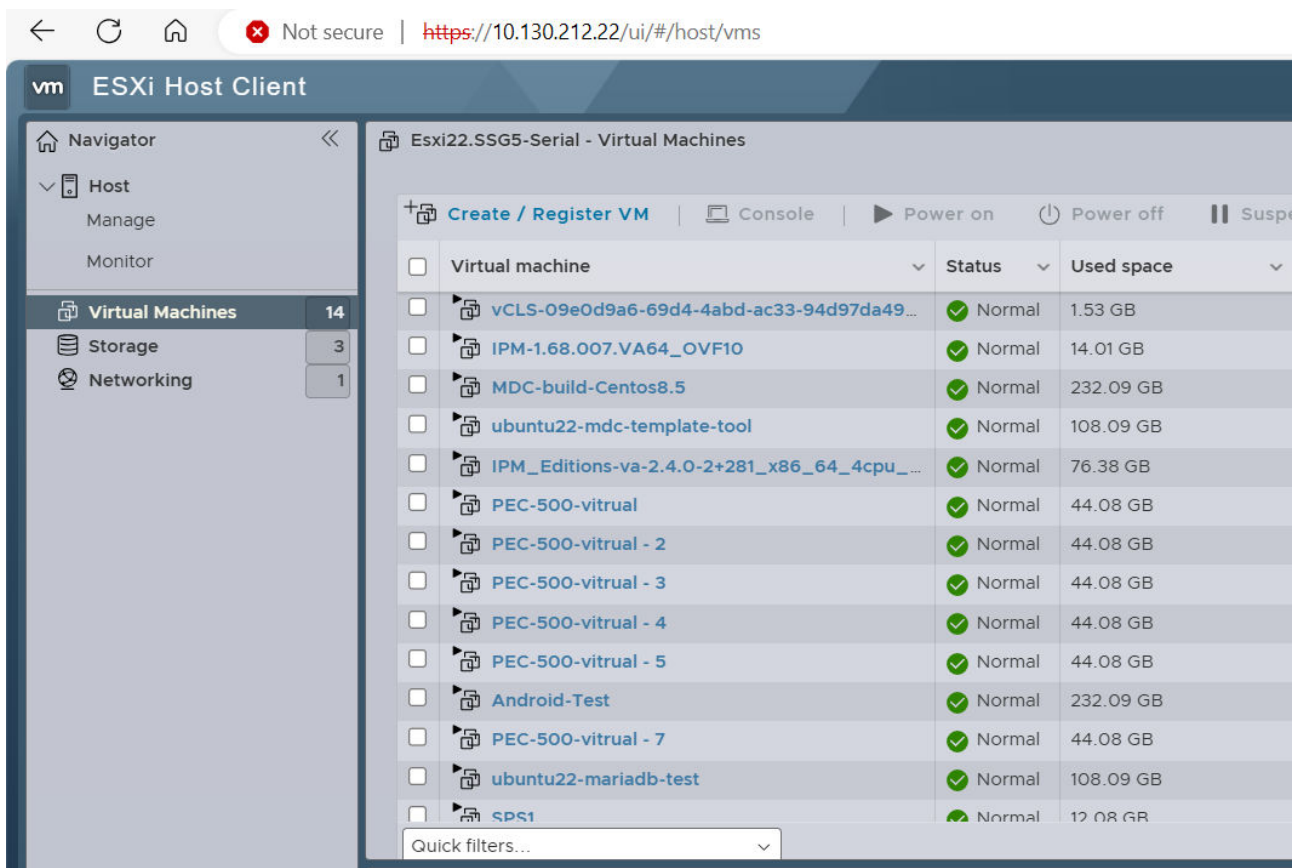 Not secure | https://10.130.212.22/ui/#/host/vms
vm ESXi Host Client
Navigator
Host
Manage
Monitor
Virtual Machines 14
Storage 3
Networking 1
Esxi22.SSG5-Serial - Virtual Machines
Create / Register VM | Console | Power on Power off Suspe
Virtual machine Status Used space
vCLS-09e0d9a6-69d4-4abd-ac33-94d97da49... Normal 1.53 GB
IPM-1.68.007.VA64_OVF10 Normal 14.01 GB
MDC-build-Centos8.5 Normal 232.09 GB
ubuntu22-mdc-template-tool Normal 108.09 GB
IPM_Editions-va-2.4.0-2+281_x86_64_4cpu_... Normal 76.38 GB
PEC-500-vitrual Normal 44.08 GB
PEC-500-vitrual - 2 Normal 44.08 GB
PEC-500-vitrual - 3 Normal 44.08 GB
PEC-500-vitrual - 4 Normal 44.08 GB
PEC-500-vitrual - 5 Normal 44.08 GB
Android-Test Normal 232.09 GB
PEC-500-vitrual - 7 Normal 44.08 GB
ubuntu22-mariadb-test Normal 108.09 GB
SPS1 Normal 12.08 GB
Quick filters...